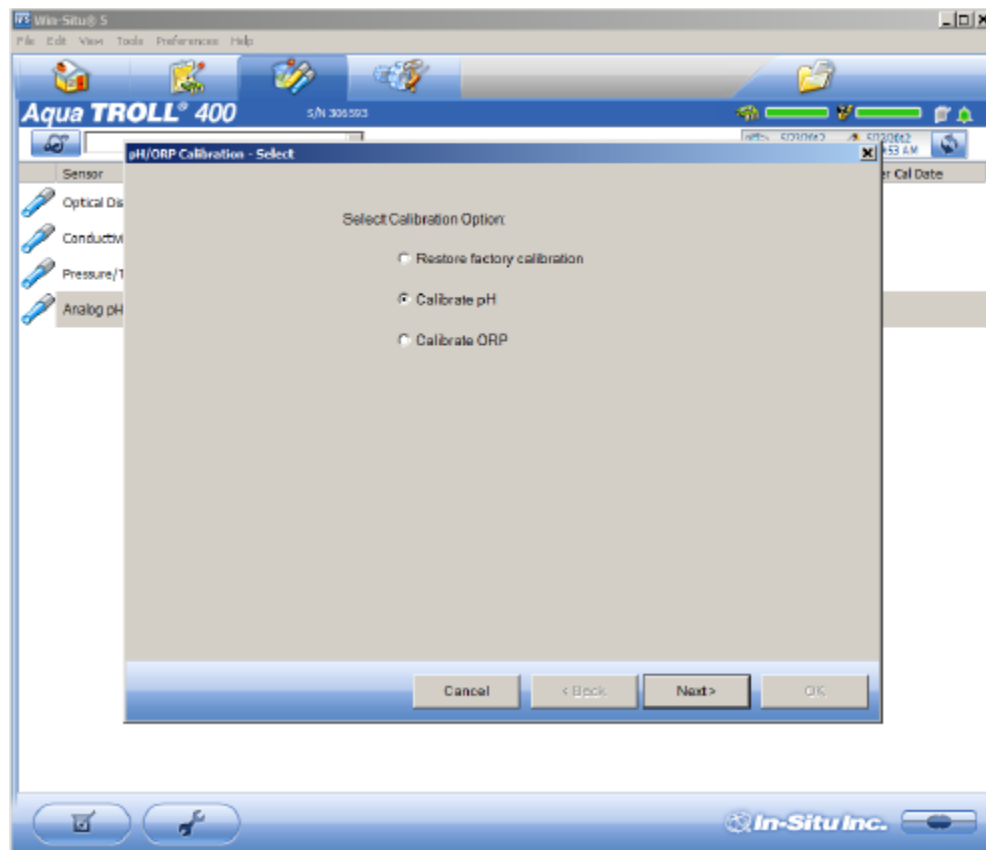 Win-Situ® 5
File Edit View Tools Preferences Help
Aqua TROLL® 400 S/N 306593
pH/ORP Calibration - Select
Sensor
Cal Date
Optical Dis
Select Calibration Option:
Conductivi
Restore factory calibration
Pressure/T
Calibrate pH
Analog pH
Calibrate ORP
Cancel < Back Next > OK
In-Situ Inc.